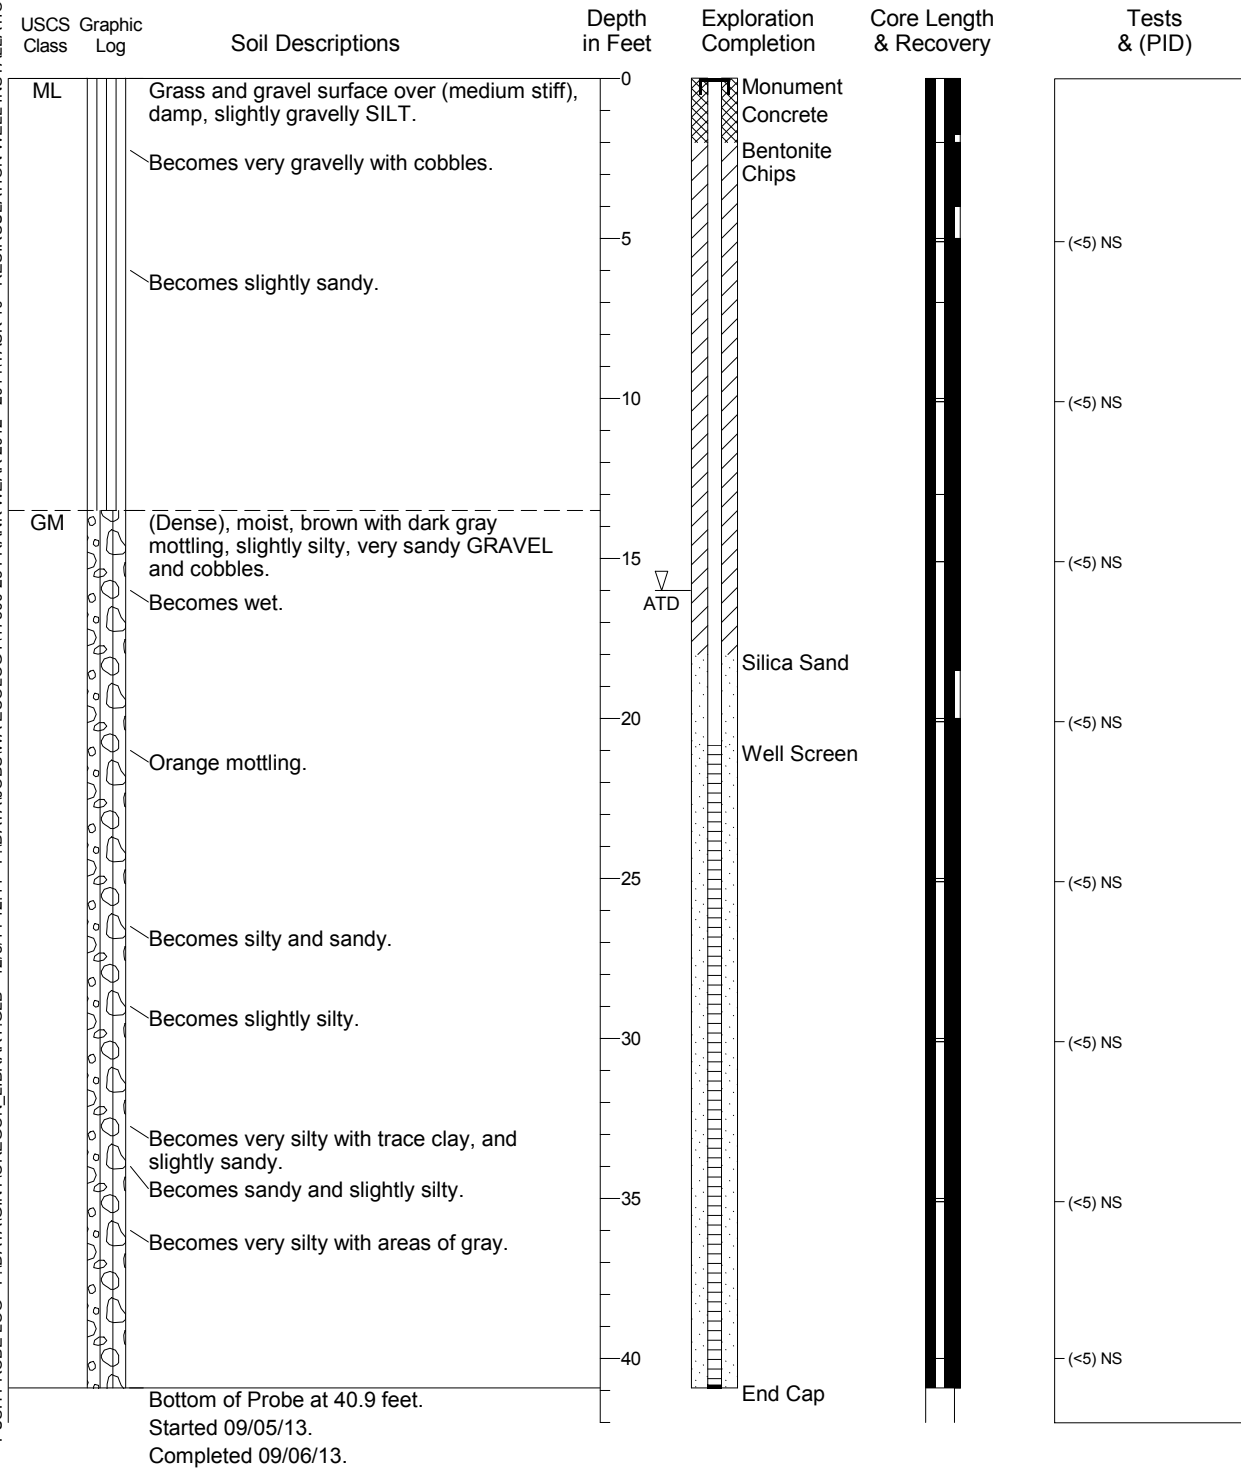 USCS Graphic
Class Log
Soil Descriptions
Depth
in Feet
Exploration
Completion
Core Length
& Recovery
Tests
& (PID)
ML
Grass and gravel surface over (medium stiff),
damp, slightly gravelly SILT.
Becomes very gravelly with cobbles.
Becomes slightly sandy.
GM
(Dense), moist, brown with dark gray
mottling, slightly silty, very sandy GRAVEL
and cobbles.
Becomes wet.
Orange mottling.
Becomes silty and sandy.
Becomes slightly silty.
Becomes very silty with trace clay, and
slightly sandy.
Becomes sandy and slightly silty.
Becomes very silty with areas of gray.
Bottom of Probe at 40.9 feet.
Started 09/05/13.
Completed 09/06/13.
0
5
10
15
20
25
30
35
40
ATD
Monument
Concrete
Bentonite
Chips
Silica Sand
Well Screen
End Cap
(<5) NS
(<5) NS
(<5) NS
(<5) NS
(<5) NS
(<5) NS
(<5) NS
(<5) NS